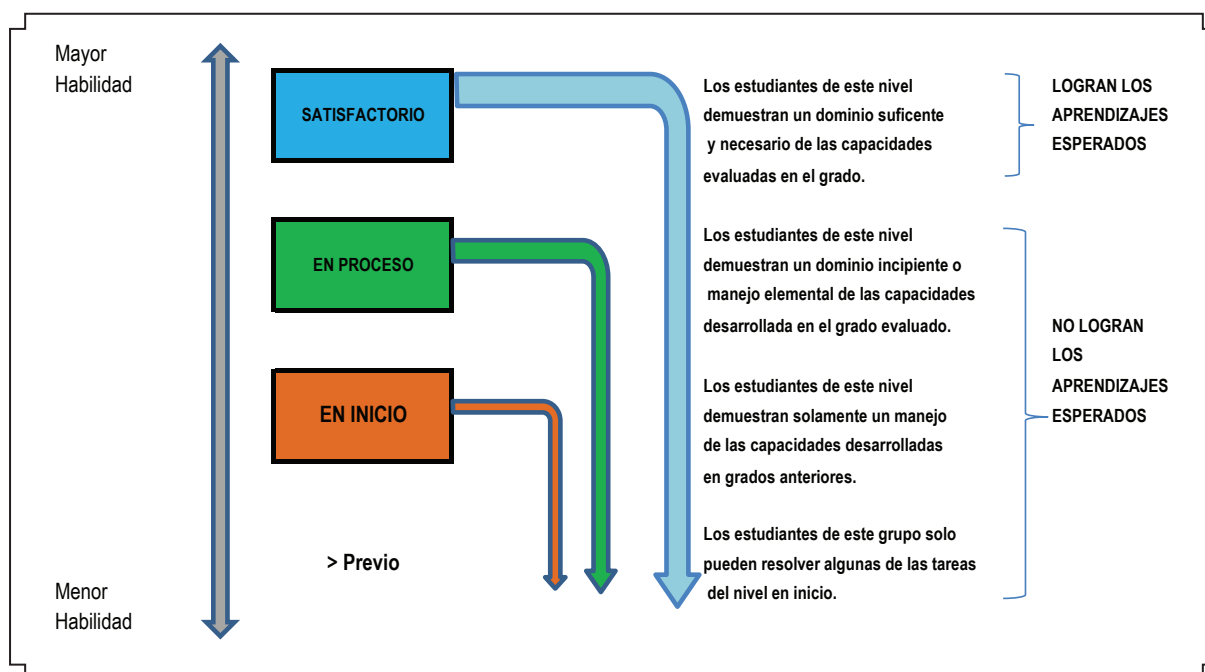 Mayor
Habilidad
SATISFACTORIO
Los estudiantes de este nivel
demuestran un dominio suficente
y necesario de las capacidades
evaluadas en el grado.
LOGRAN LOS
APRENDIZAJES
ESPERADOS
EN PROCESO
Los estudiantes de este nivel
demuestran un dominio incipiente o
manejo elemental de las capacidades
desarrollada en el grado evaluado.
EN INICIO
Los estudiantes de este nivel
demuestran solamente un manejo
de las capacidades desarrolladas
en grados anteriores.
NO LOGRAN
LOS
APRENDIZAJES
ESPERADOS
> Previo
Los estudiantes de este grupo solo
pueden resolver algunas de las tareas
del nivel en inicio.
Menor
Habilidad